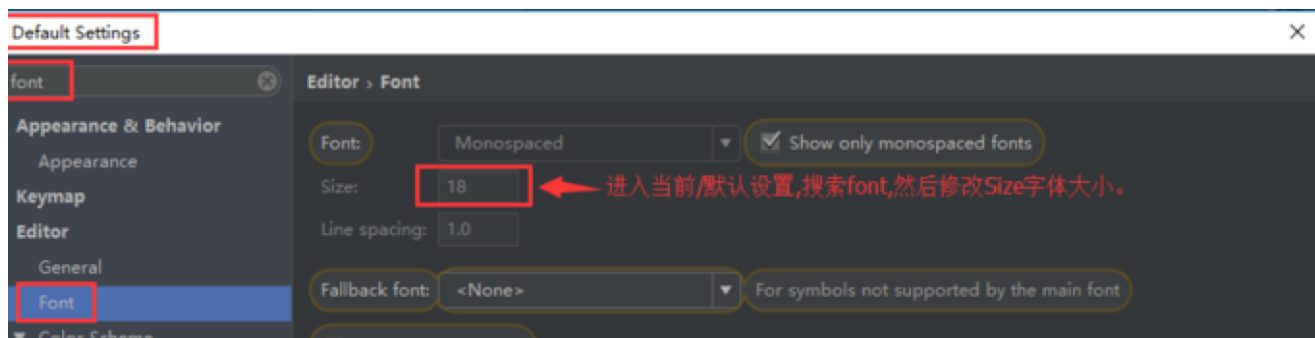 Default Settings
font
Editor › Font
Appearance & Behavior
Appearance
Keymap
Editor
General
Font
Color Scheme
Font:
Monospaced
Show only monospaced fonts
Size:
18
进入当前/默认设置,搜索font,然后修改Size字体大小。
Line spacing:
1.0
Fallback font:
<None>
For symbols not supported by the main font